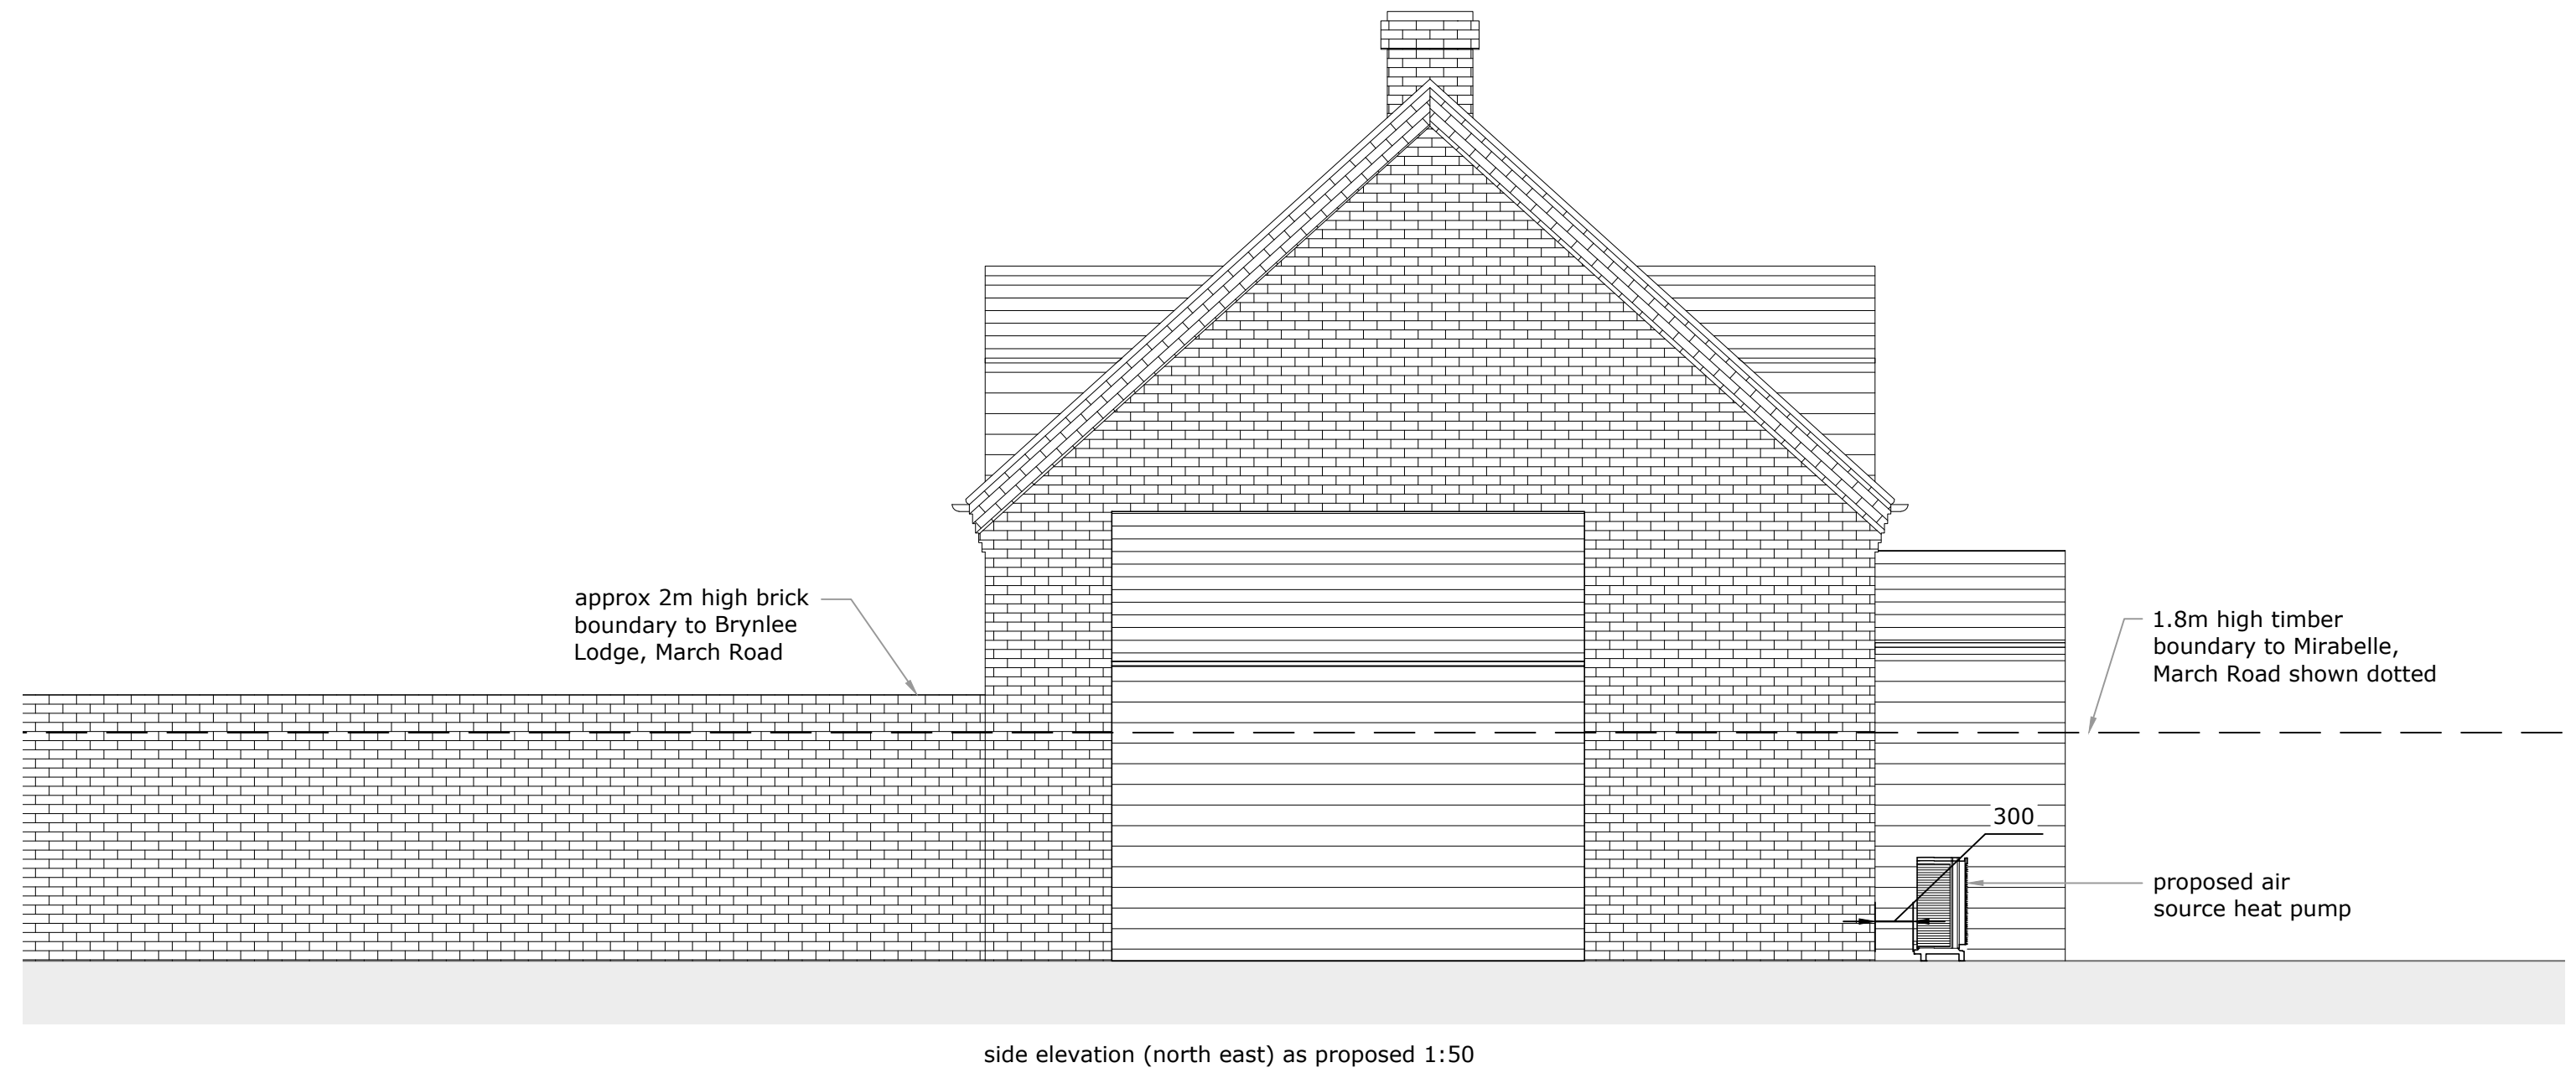 approx 2m high brick
boundary to Brynlee
Lodge, March Road
1.8m high timber
boundary to Mirabelle,
March Road shown dotted
300
proposed air
source heat pump
side elevation (north east) as proposed 1:50